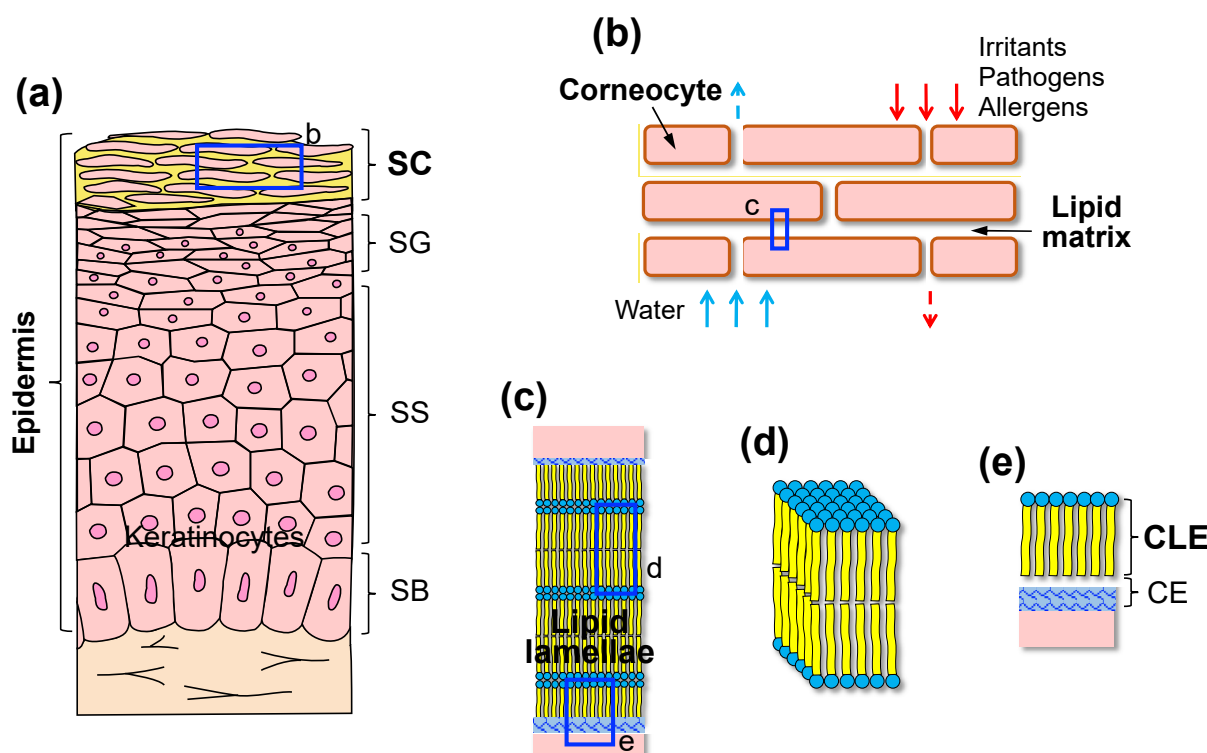 (a)
Epidermis
b
SC
SG
SS
Keratinocytes
SB
(b)
Irritants
Pathogens
Allergens
Corneocyte
c
Lipid
matrix
Water
(c)
d
Lipid
lamellae
e
(d)
(e)
CLE
CE